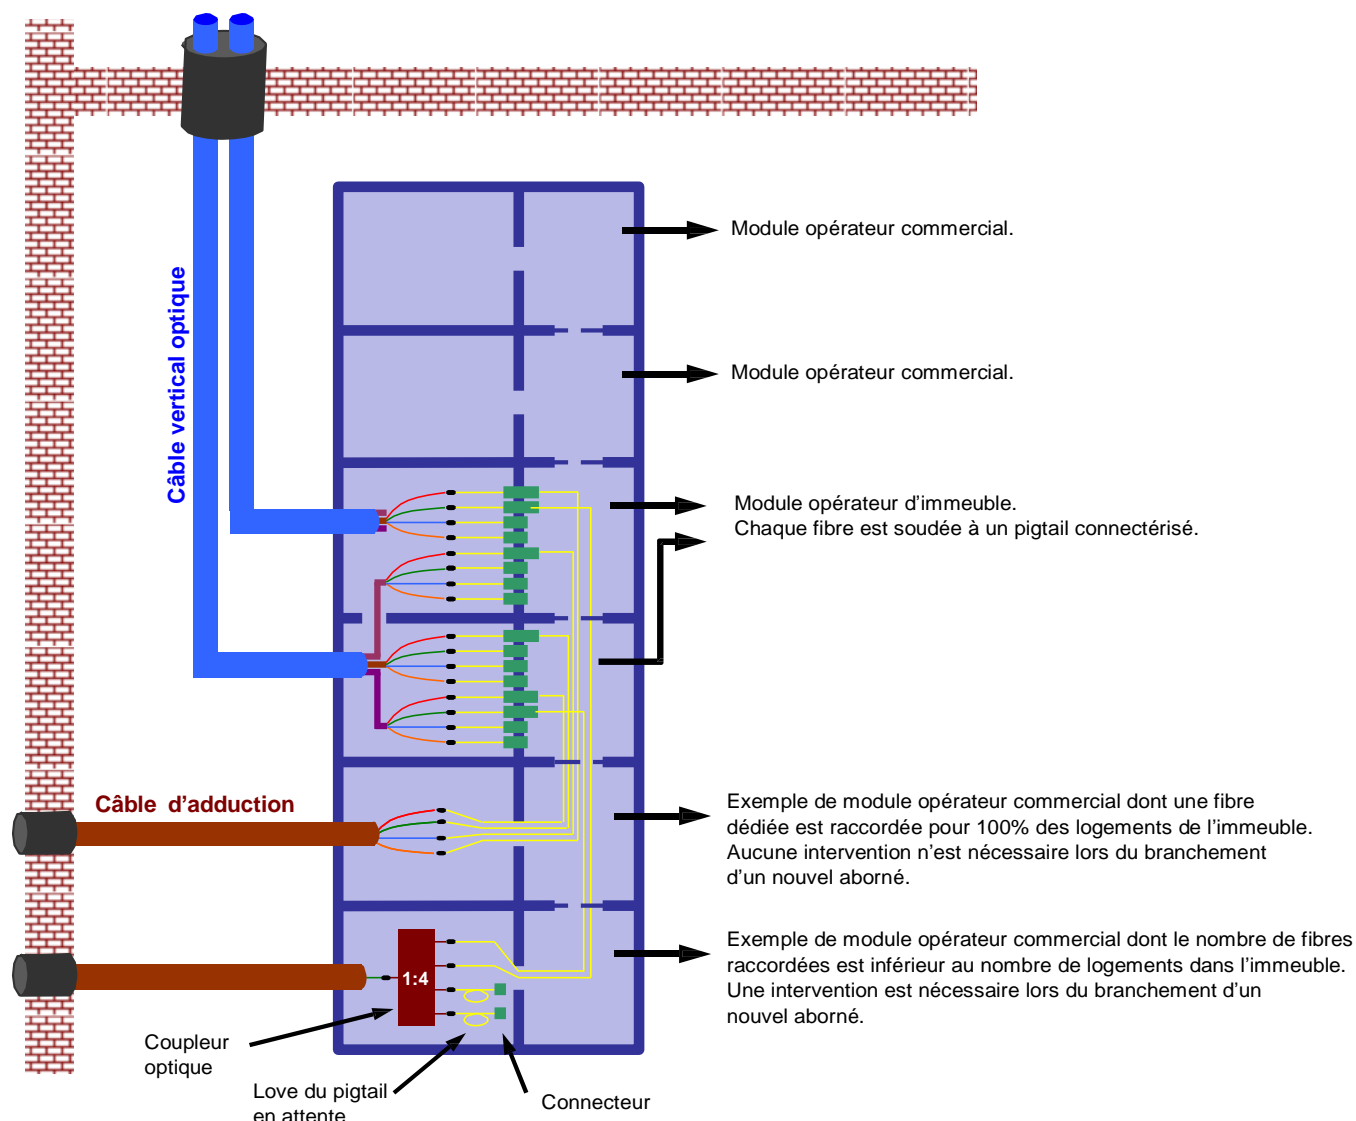 Module opérateur commercial.
Câble vertical optique
Module opérateur commercial.
Module opérateur d'immeuble.
Chaque fibre est soudée à un pigtail connectérisé.
Câble d'adduction
Exemple de module opérateur commercial dont une fibre
dédiée est raccordée pour 100% des logements de l'immeuble.
Aucune intervention n'est nécessaire lors du branchement
d'un nouvel aborné.
Exemple de module opérateur commercial dont le nombre de fibres
raccordées est inférieur au nombre de logements dans l'immeuble.
Une intervention est nécessaire lors du branchement d'un
nouvel aborné.
1:4
Coupleur
optique
Love du pigtail
en attente
Connecteur